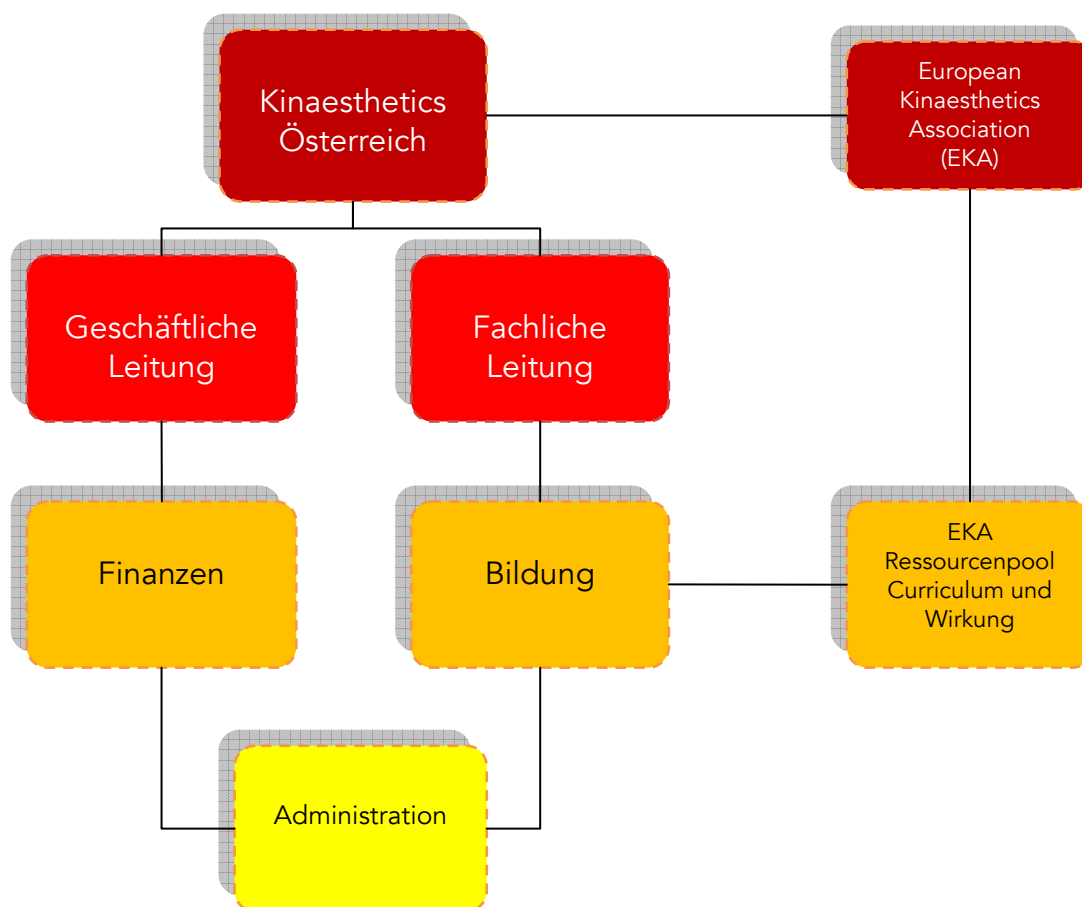 Kinaesthetics
Österreich
European
Kinaesthetics
Association
(EKA)
Geschäftliche
Leitung
Fachliche
Leitung
Finanzen
Bildung
EKA
Ressourcenpool
Curriculum und
Wirkung
Administration